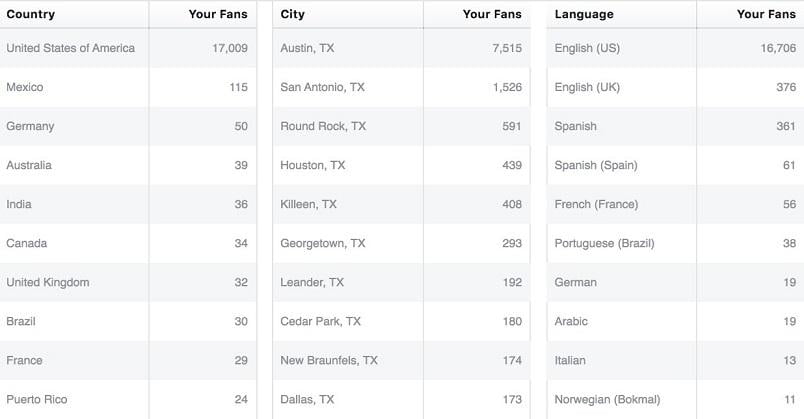 Country Your Fans City Your Fans Language Your Fans
United States of America 17,009 Austin, TX 7,515 English (US) 16,706
Mexico 115 San Antonio, TX 1,526 English (UK) 376
Germany 50 Round Rock, TX 591 Spanish 361
Australia 39 Houston, TX 439 Spanish (Spain) 61
India 36 Killeen, TX 408 French (France) 56
Canada 34 Georgetown, TX 293 Portuguese (Brazil) 38
United Kingdom 32 Leander, TX 192 German 19
Brazil 30 Cedar Park, TX 180 Arabic 19
France 29 New Braunfels, TX 174 Italian 13
Puerto Rico 24 Dallas, TX 173 Norwegian (Bokmal) 11